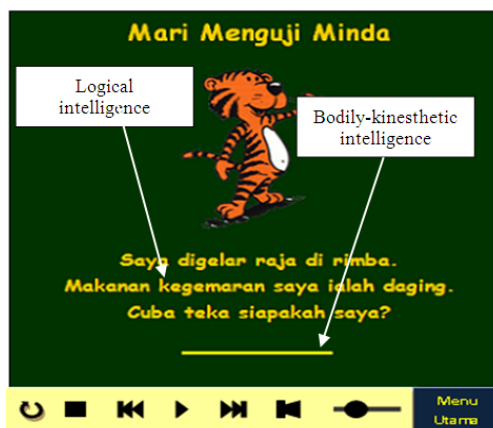 Mari Menguji Minda
Logical
intelligence
Bodily-kinesthetic
intelligence
Saya digelar raja di rimba.
Makanan kegemaran saya ialah daging.
Cuba teka siapakah saya?
Menu
Utama